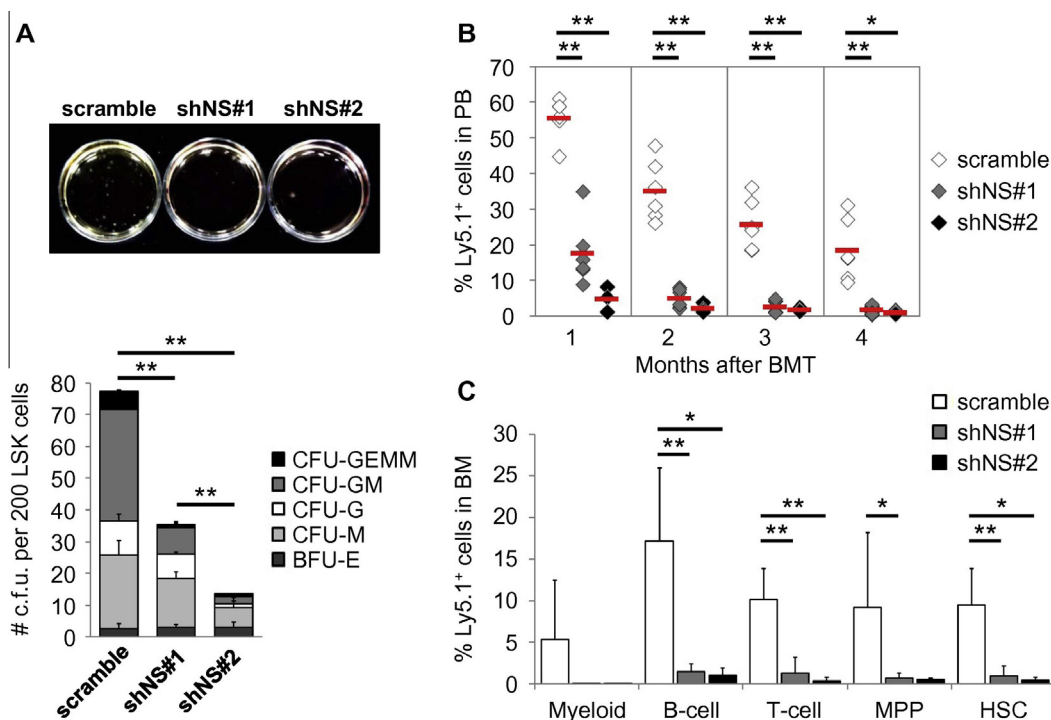 A
scramble shNS#1 shNS#2
** **
**
# c.f.u. per 200 LSK cells
80
70
60
50
40
30
20
10
0
scramble shNS#1 shNS#2
CFU-GEMM
CFU-GM
CFU-G
CFU-M
BFU-E
B
** ** ** *
** ** ** **
% Ly5.1+ cells in PB
70
60
50
40
30
20
10
0
1 2 3 4
Months after BMT
scramble
shNS#1
shNS#2
C
scramble
shNS#1
shNS#2
% Ly5.1+ cells in BM
30
25
20
15
10
5
0
* ** * *
** ** **
Myeloid B-cell T-cell MPP HSC